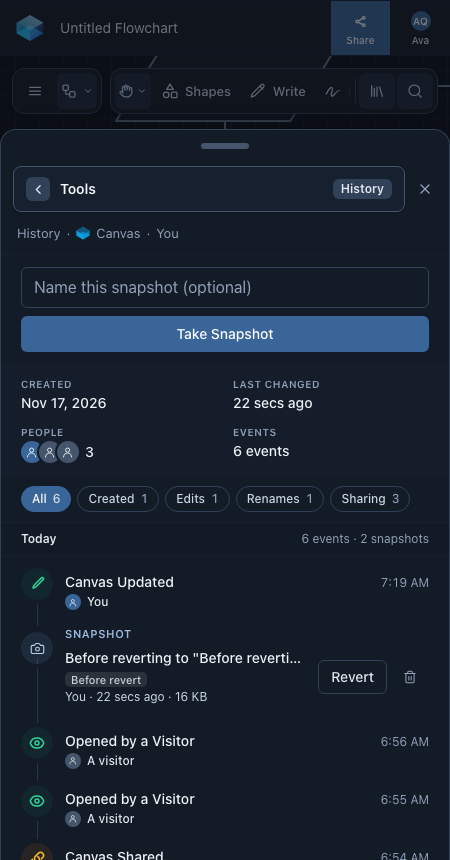 Untitled Flowchart
Share
AQ
Ava
Shapes
Write
Tools
History
History · Canvas · You
Name this snapshot (optional)
Take Snapshot
CREATED
Nov 17, 2026
LAST CHANGED
22 secs ago
PEOPLE
3
EVENTS
6 events
All 6
Created 1
Edits 1
Renames 1
Sharing 3
Today
6 events · 2 snapshots
Canvas Updated
7:19 AM
You
SNAPSHOT
Before reverting to "Before reverti...
Before revert
You · 22 secs ago · 16 KB
Revert
Opened by a Visitor
6:56 AM
A visitor
Opened by a Visitor
6:55 AM
A visitor
Canvas Shared
6:54 AM